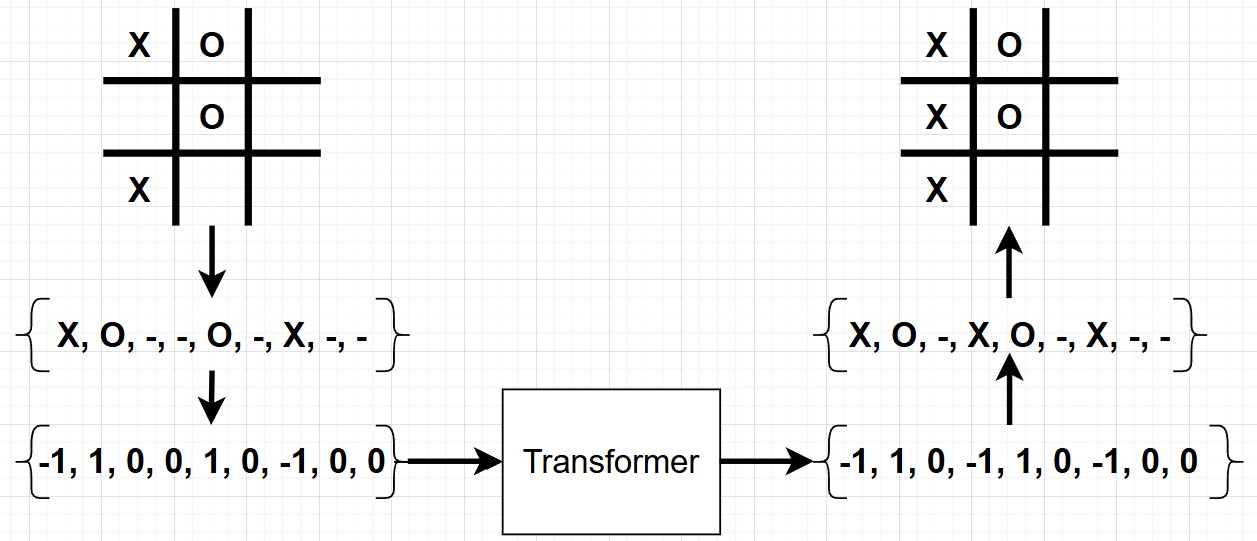 X O
O
X
X O
X O
X
X, O, -, -, O, -, X, -, -
X, O, -, X, O, -, X, -, -
-1, 1, 0, 0, 1, 0, -1, 0, 0
Transformer
-1, 1, 0, -1, 1, 0, -1, 0, 0